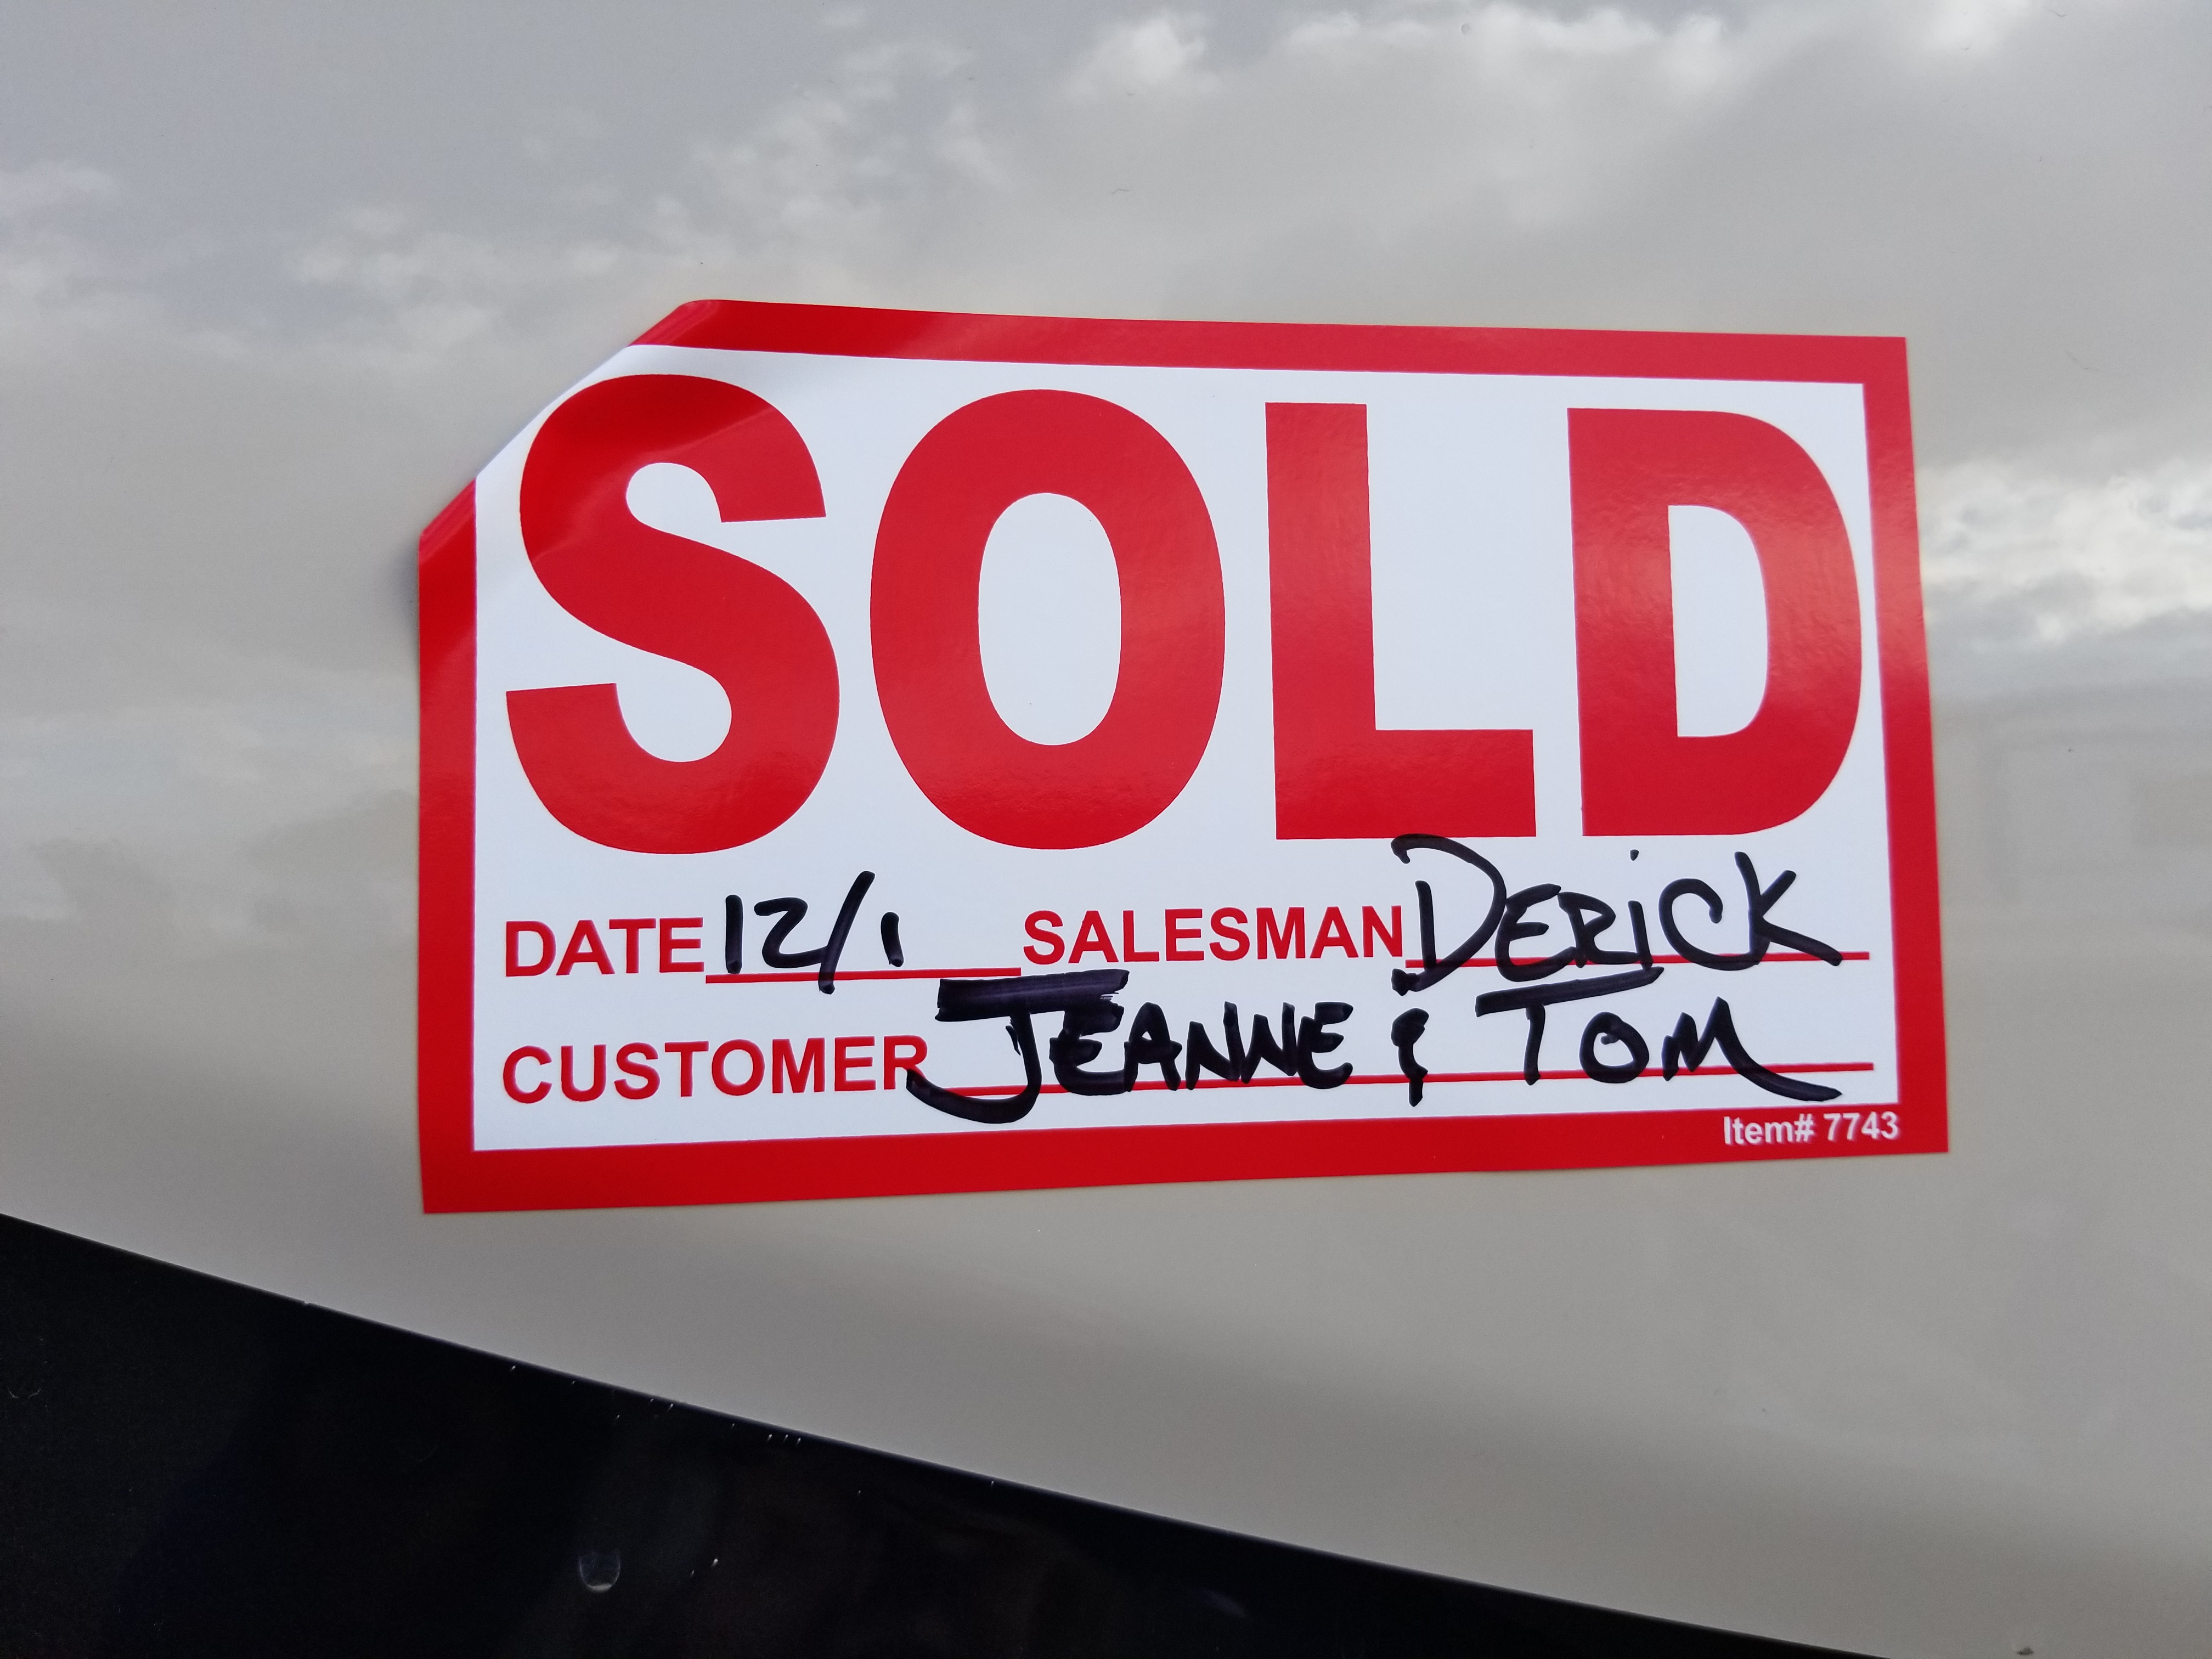 SOLD
DATE 12/1 SALESMAN DERiCK
CUSTOMER JEANNE & TOM
Item# 7743